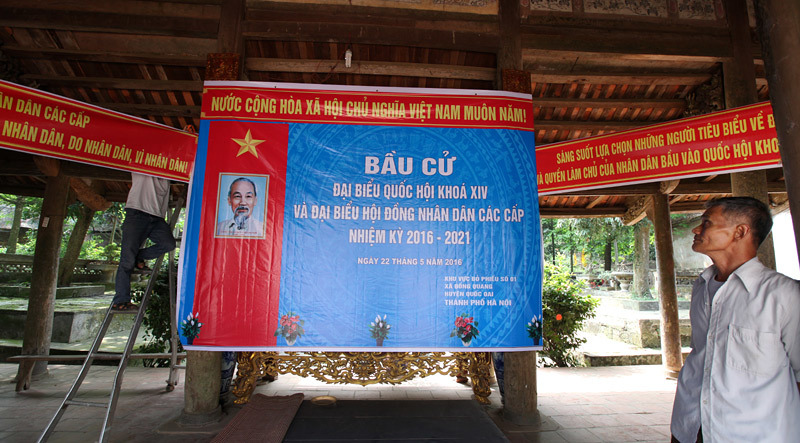 NƯỚC CỘNG HÒA XÃ HỘI CHỦ NGHĨA VIỆT NAM MUÔN NĂM!
BẦU CỬ
ĐẠI BIỂU QUỐC HỘI KHOÁ XIV
VÀ ĐẠI BIỂU HỘI ĐỒNG NHÂN DÂN CÁC CẤP
NHIỆM KỲ 2016 - 2021
NGÀY 22 THÁNG 5 NĂM 2016
KHU VỰC BỎ PHIẾU SỐ 01
XÃ ĐỒNG QUANG
HUYỆN QUỐC OAI
THÀNH PHỐ HÀ NỘI
NHÂN DÂN CÁC CẤP
NHÂN DÂN, DO NHÂN DÂN, VÌ NHÂN DÂN!
SÁNG SUỐT LỰA CHỌN NHỮNG NGƯỜI TIÊU BIỂU VỀ
VÀ QUYỀN LÀM CHỦ CỦA NHÂN DÂN BẦU VÀO QUỐC HỘI